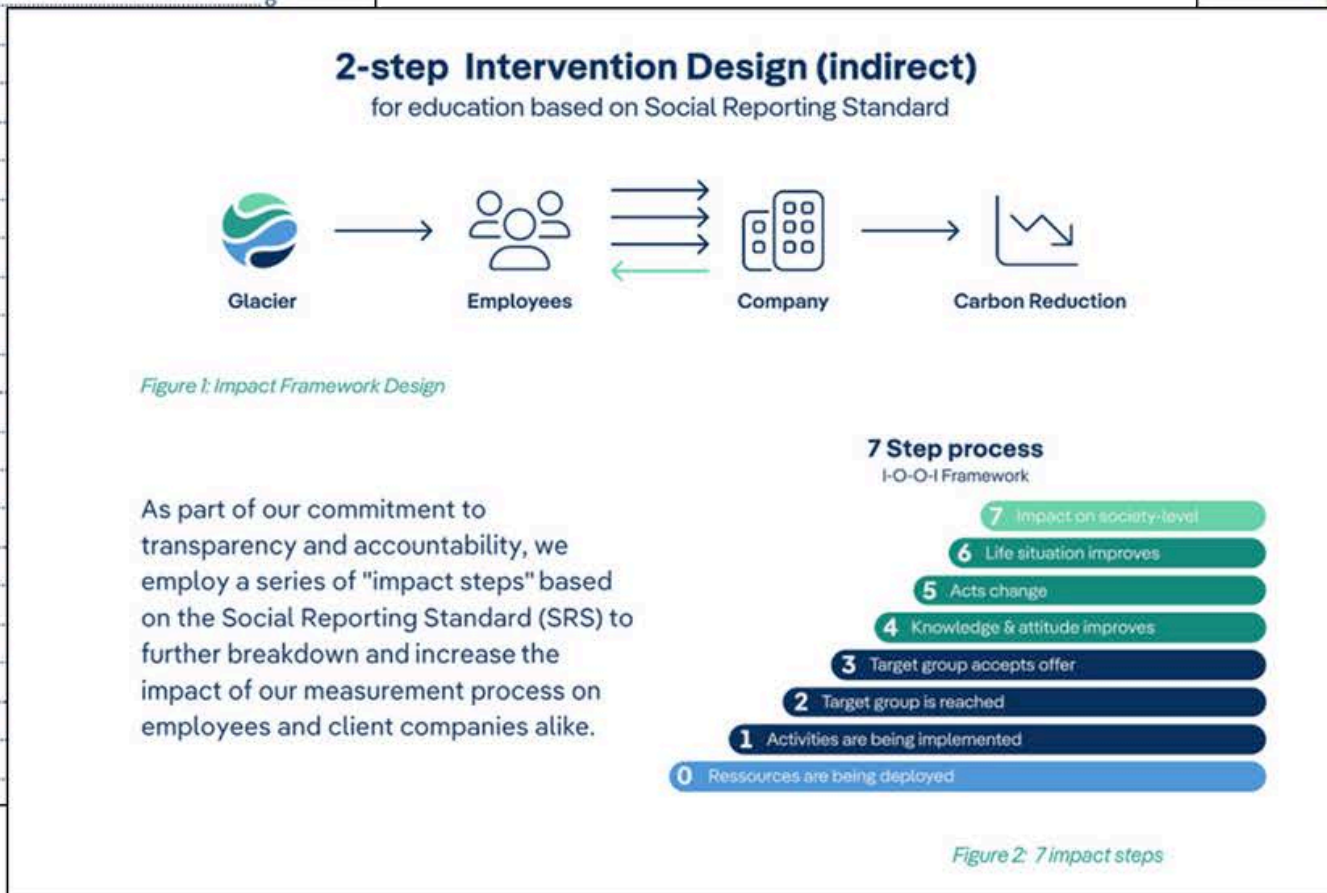 2-step Intervention Design (indirect)
for education based on Social Reporting Standard
Glacier
Employees
Company
Carbon Reduction
Figure 1: Impact Framework Design
As part of our commitment to
transparency and accountability, we
employ a series of "impact steps" based
on the Social Reporting Standard (SRS) to
further breakdown and increase the
impact of our measurement process on
employees and client companies alike.
7 Step process
I-O-O-I Framework
7 Impact on society-level
6 Life situation improves
5 Acts change
4 Knowledge & attitude improves
3 Target group accepts offer
2 Target group is reached
1 Activities are being implemented
0 Ressources are being deployed
Figure 2: 7 impact steps